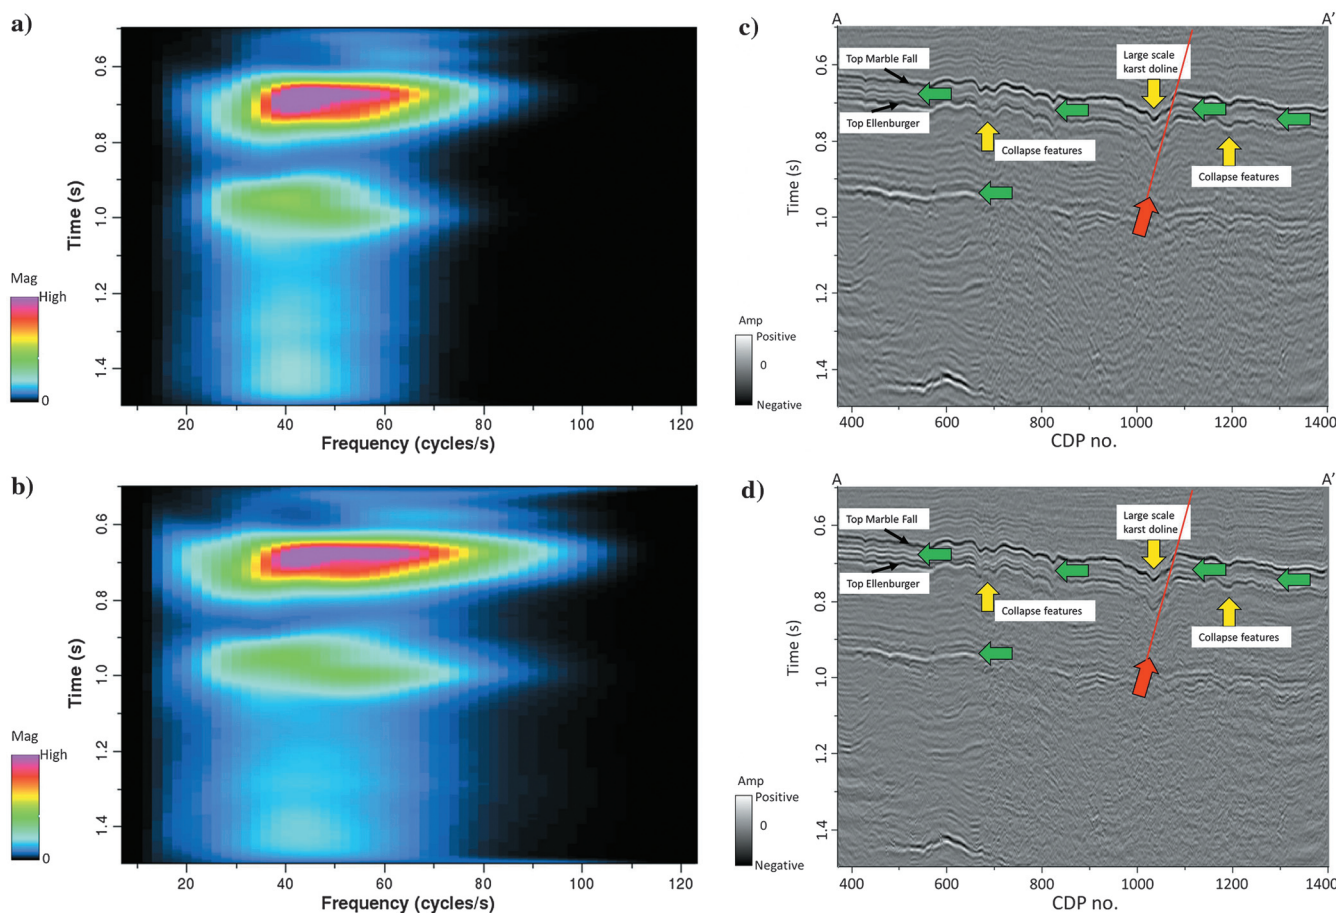 a)
0.6
0.8
1.0
1.2
1.4
Time (s)
20 40 60 80 100 120
Frequency (cycles/s)
Mag
High
0
b)
0.6
0.8
1.0
1.2
1.4
Time (s)
20 40 60 80 100 120
Frequency (cycles/s)
Mag
High
0
c)
A A'
Top Marble Fall
Top Ellenburger
Large scale
karst doline
Collapse features
Collapse features
0.6
0.8
1.0
1.2
1.4
Time (s)
Amp
Positive
0
Negative
400 600 800 1000 1200 1400
CDP no.
d)
A A'
Top Marble Fall
Top Ellenburger
Large scale
karst doline
Collapse features
Collapse features
0.6
0.8
1.0
1.2
1.4
Time (s)
Amp
Positive
0
Negative
400 600 800 1000 1200 1400
CDP no.